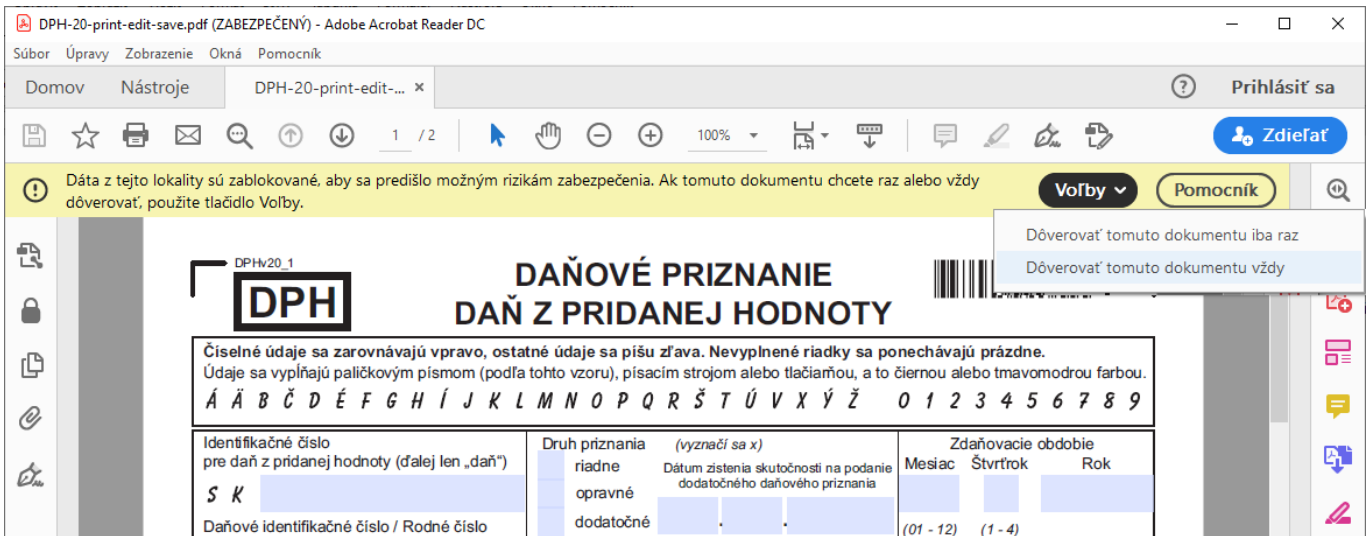 DPH-20-print-edit-save.pdf (ZABEZPEČENÝ) - Adobe Acrobat Reader DC
Súbor Úpravy Zobrazenie Okná Pomocník
Domov Nástroje DPH-20-print-edit-... × Prihlásiť sa
1 / 2 100% Zdieľať
Dáta z tejto lokality sú zablokované, aby sa predišlo možným rizikám zabezpečenia. Ak tomuto dokumentu chcete raz alebo vždy
dôverovať, použite tlačidlo Voľby.
Voľby Pomocník
Dôverovať tomuto dokumentu iba raz
Dôverovať tomuto dokumentu vždy
DPHv20_1
DPH
DAŇOVÉ PRIZNANIE
DAŇ Z PRIDANEJ HODNOTY
Číselné údaje sa zarovnávajú vpravo, ostatné údaje sa píšu zľava. Nevyplnené riadky sa ponechávajú prázdne.
Údaje sa vypĺňajú paličkovým písmom (podľa tohto vzoru), písacím strojom alebo tlačiarňou, a to čiernou alebo tmavomodrou farbou.
Á Ä B Č D É F G H Í J K L M N O P Q R Š T Ú V X Ý Ž 0 1 2 3 4 5 6 7 8 9
Identifikačné číslo
pre daň z pridanej hodnoty (ďalej len „daň")
S K
Daňové identifikačné číslo / Rodné číslo
Druh priznania (vyznačí sa x)
riadne
opravné
dodatočné
Dátum zistenia skutočnosti na podanie
dodatočného daňového priznania
. .
Zdaňovacie obdobie
Mesiac Štvrťrok Rok
(01 - 12) (1 - 4)